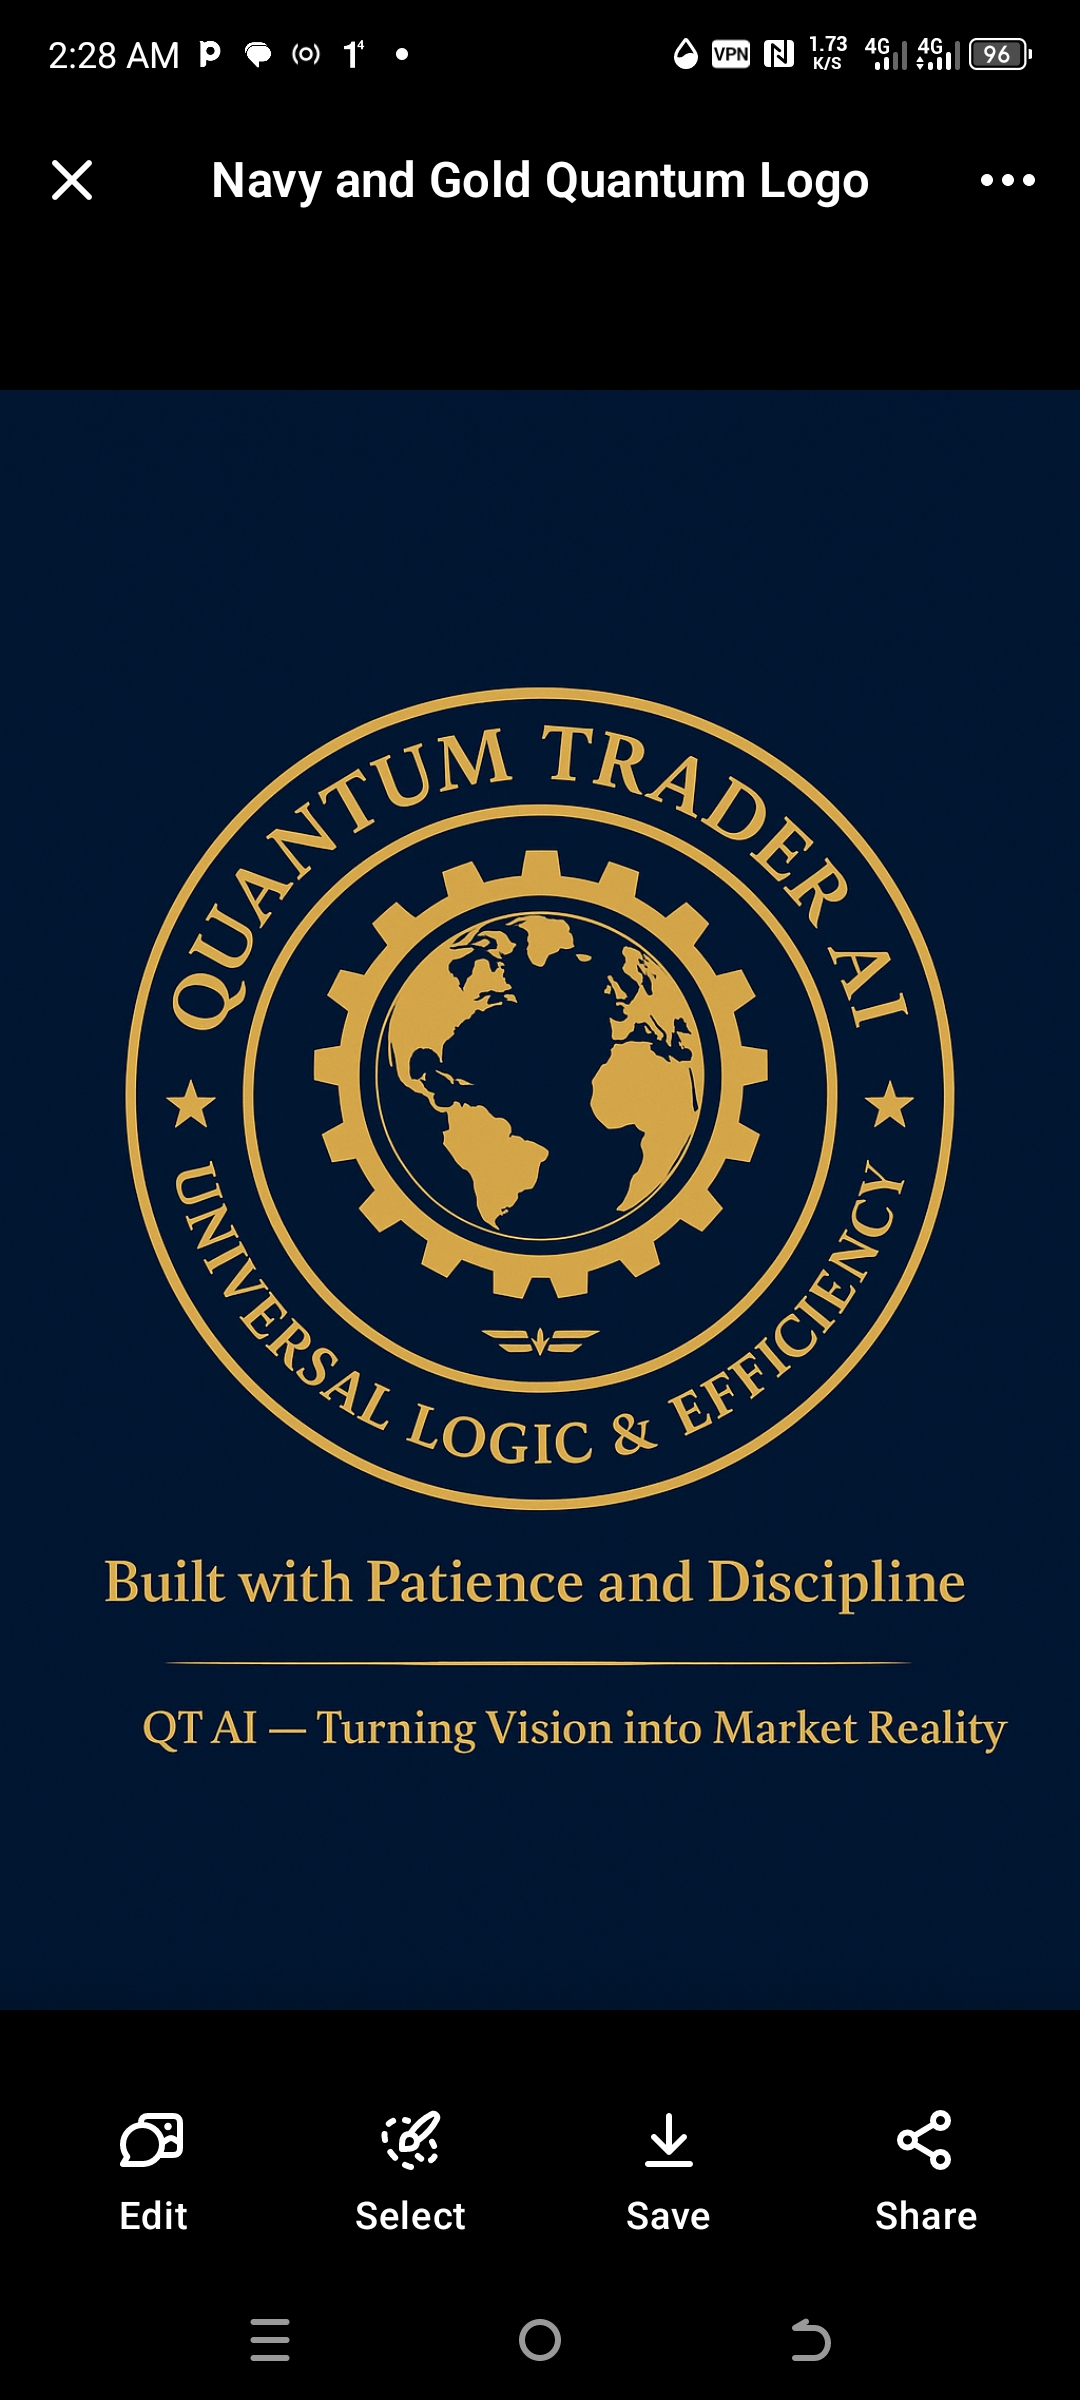 2:28 AM
VPN
1.73
K/S
4G
4G
96
Navy and Gold Quantum Logo
QUANTUM TRADER AI
UNIVERSAL LOGIC & EFFICIENCY
Built with Patience and Discipline
QT AI — Turning Vision into Market Reality
Edit
Select
Save
Share